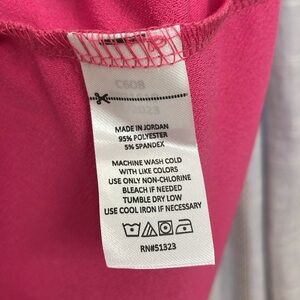 MADE IN JORDAN
95% POLYESTER
5% SPANDEX
MACHINE WASH COLD
WITH LIKE COLORS
USE ONLY NON-CHLORINE
BLEACH IF NEEDED
TUMBLE DRY LOW
USE COOL IRON IF NECESSARY
RN#51323